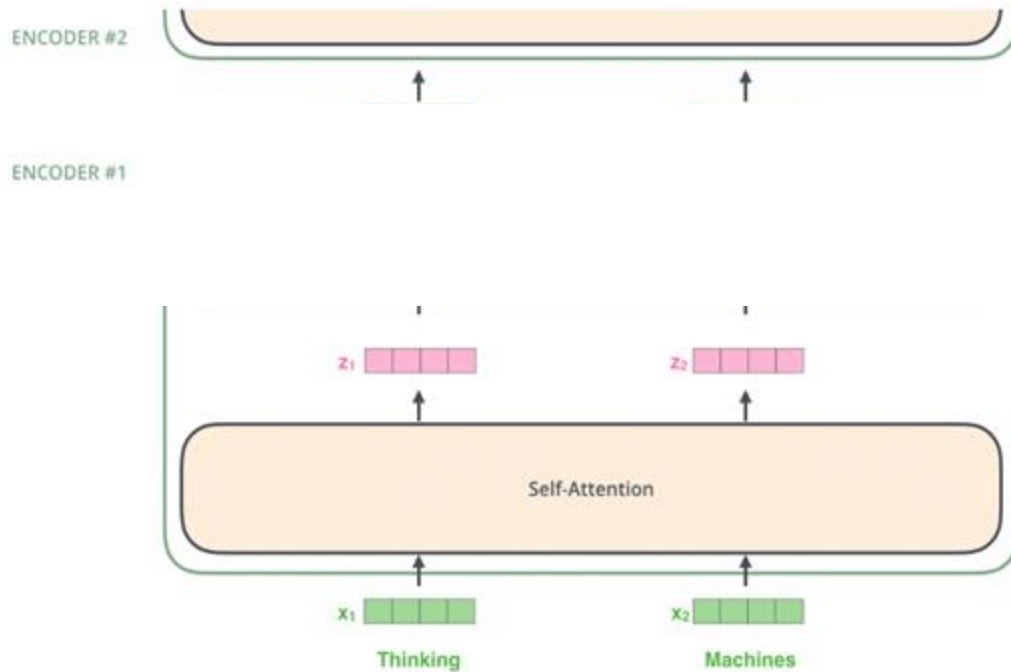 ENCODER #2
ENCODER #1
z₁ z₂
Self-Attention
x₁ x₂
Thinking Machines